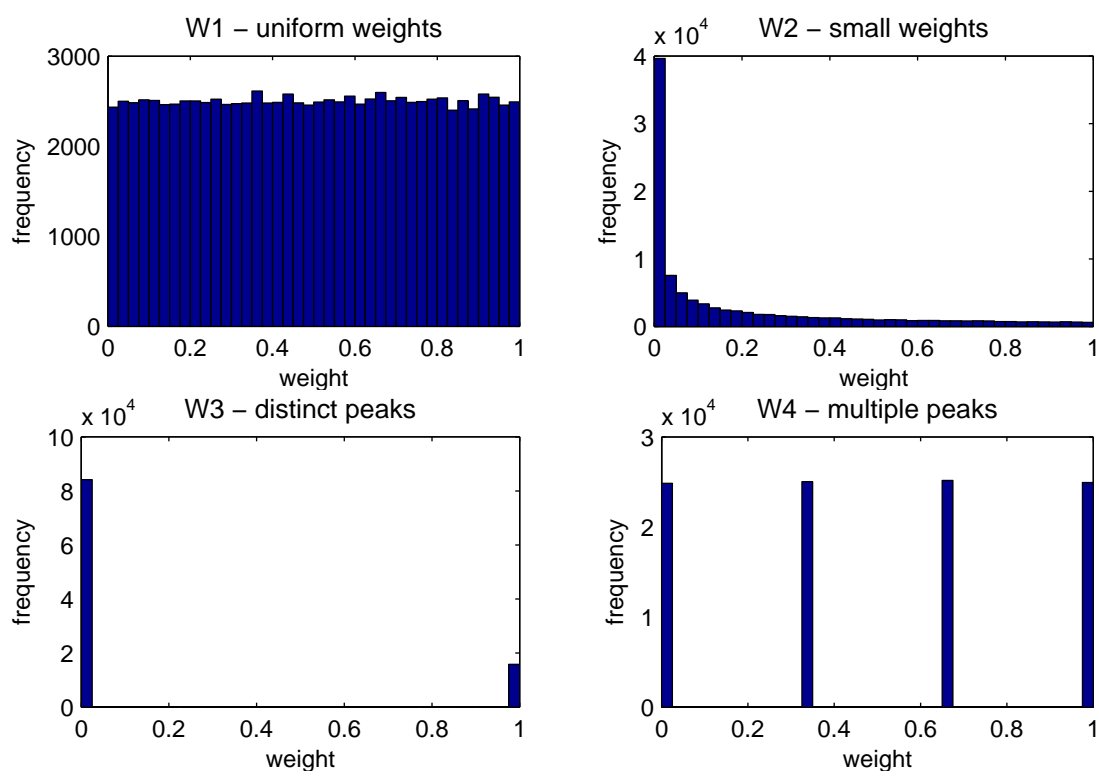 W1 – uniform weights
3000
2000
1000
0
frequency
0 0.2 0.4 0.6 0.8 1
weight
W2 – small weights
x 10^4
4
3
2
1
0
frequency
0 0.2 0.4 0.6 0.8 1
weight
W3 – distinct peaks
x 10^4
10
8
6
4
2
0
frequency
0 0.2 0.4 0.6 0.8 1
weight
W4 – multiple peaks
x 10^4
3
2
1
0
frequency
0 0.2 0.4 0.6 0.8 1
weight